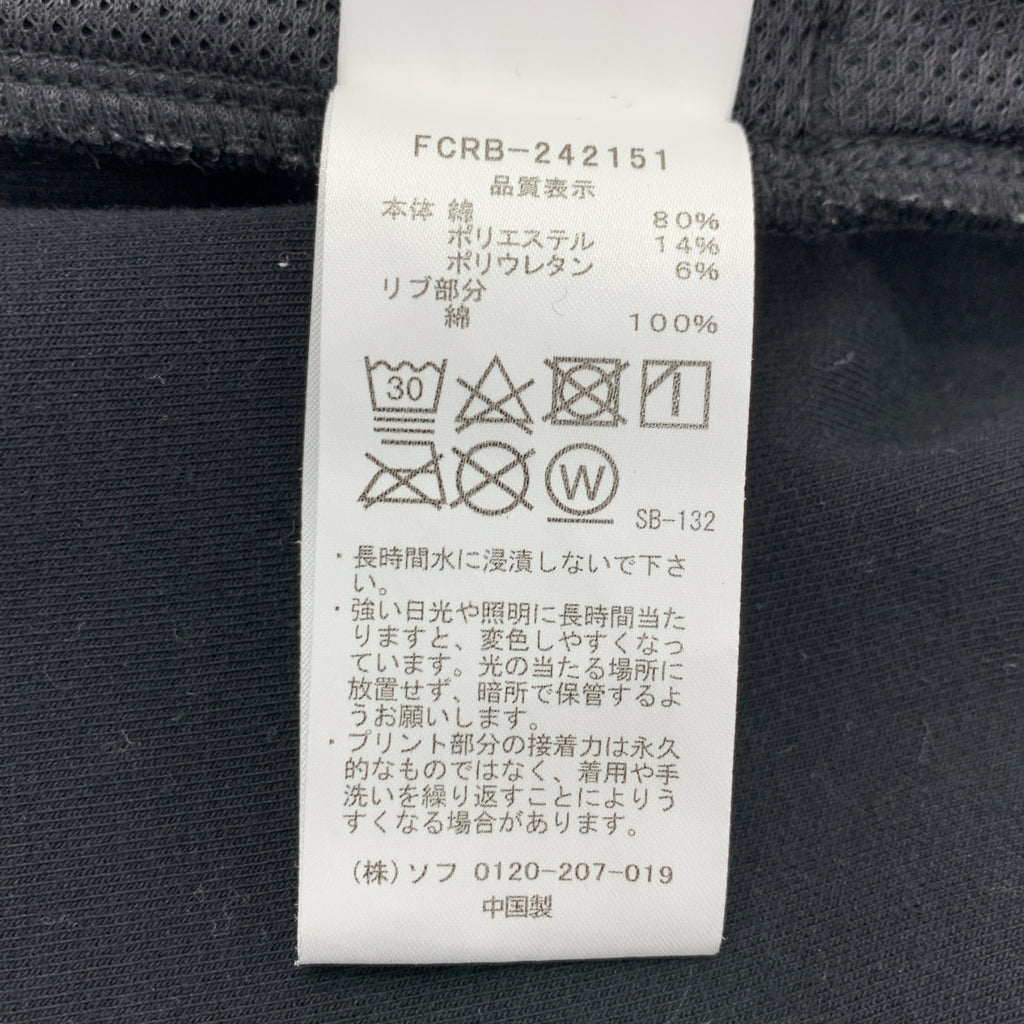 FCRB-242151
品質表示
本体 綿 80%
ポリエステル 14%
ポリウレタン 6%
リブ部分
綿 100%
30
W
SB-132
・長時間水に浸漬しないで下さ
い。
・強い日光や照明に長時間当た
りますと、変色しやすくなっ
ています。光の当たる場所に
放置せず、暗所で保管するよ
うお願いします。
・プリント部分の接着力は永久
的なものではなく、着用や手
洗いを繰り返すことによりう
すくなる場合があります。
(株)ソフ 0120-207-019
中国製